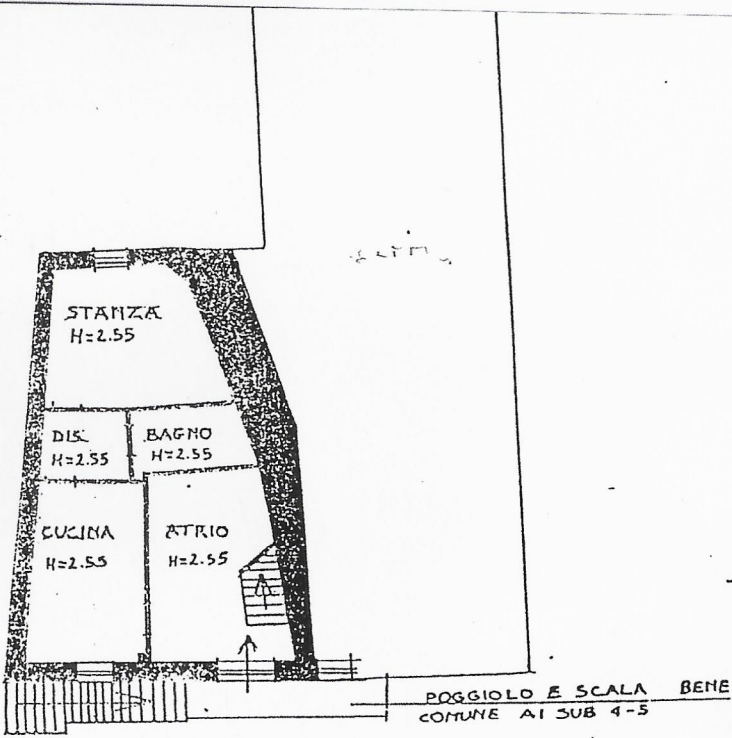 STANZA
H=2.55
DIS.
H=2.55
BAGNO
H=2.55
CUCINA
H=2.55
ATRIO
H=2.55
POGGIOLO E SCALA BENE
COMUNE AI SUB 4-5